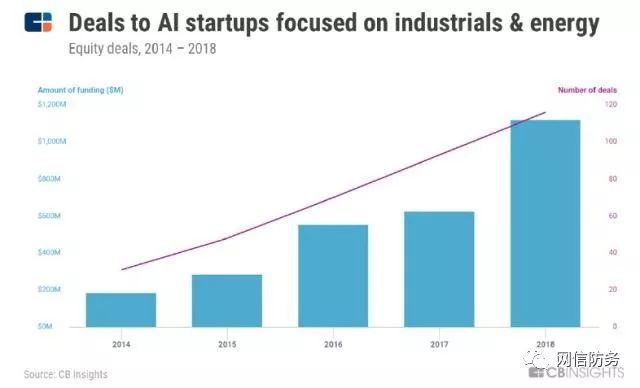 Deals to AI startups focused on industrials & energy
Equity deals, 2014 – 2018
Amount of funding ($M)
Number of deals
$1,200M
120
$1,000M
100
$800M
80
$600M
60
$400M
40
$200M
20
$0M
0
2014
2015
2016
2017
2018
Source: CB Insights
网信防务
CBINSIGHTS